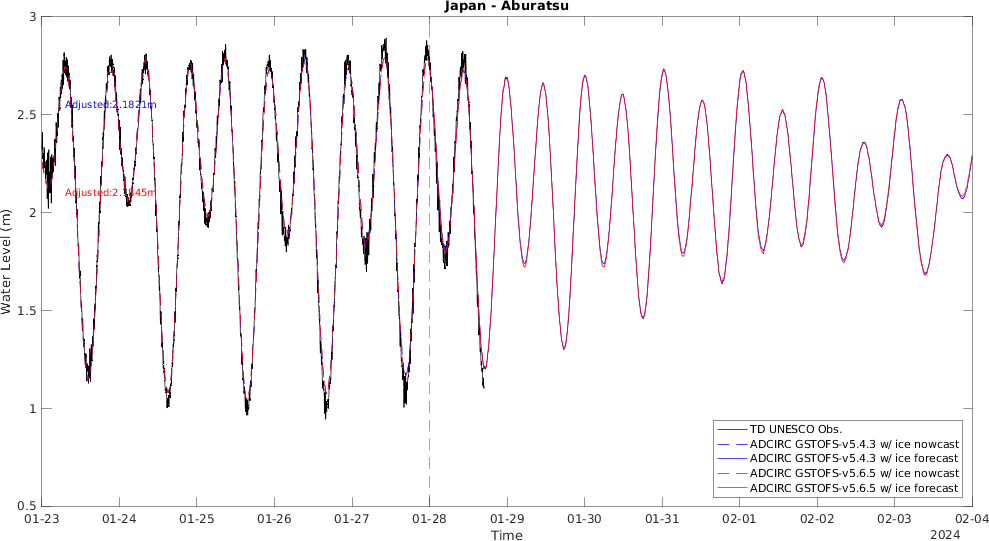 Japan - Aburatsu
3
2.5
2
1.5
1
0.5
Water Level (m)
Adjusted:2.1821m
Adjusted:2.1845m
TD UNESCO Obs.
ADCIRC GSTOFS-v5.4.3 w/ ice nowcast
ADCIRC GSTOFS-v5.4.3 w/ ice forecast
ADCIRC GSTOFS-v5.6.5 w/ ice nowcast
ADCIRC GSTOFS-v5.6.5 w/ ice forecast
01-23 01-24 01-25 01-26 01-27 01-28 01-29 01-30 01-31 02-01 02-02 02-03 02-04
Time
2024